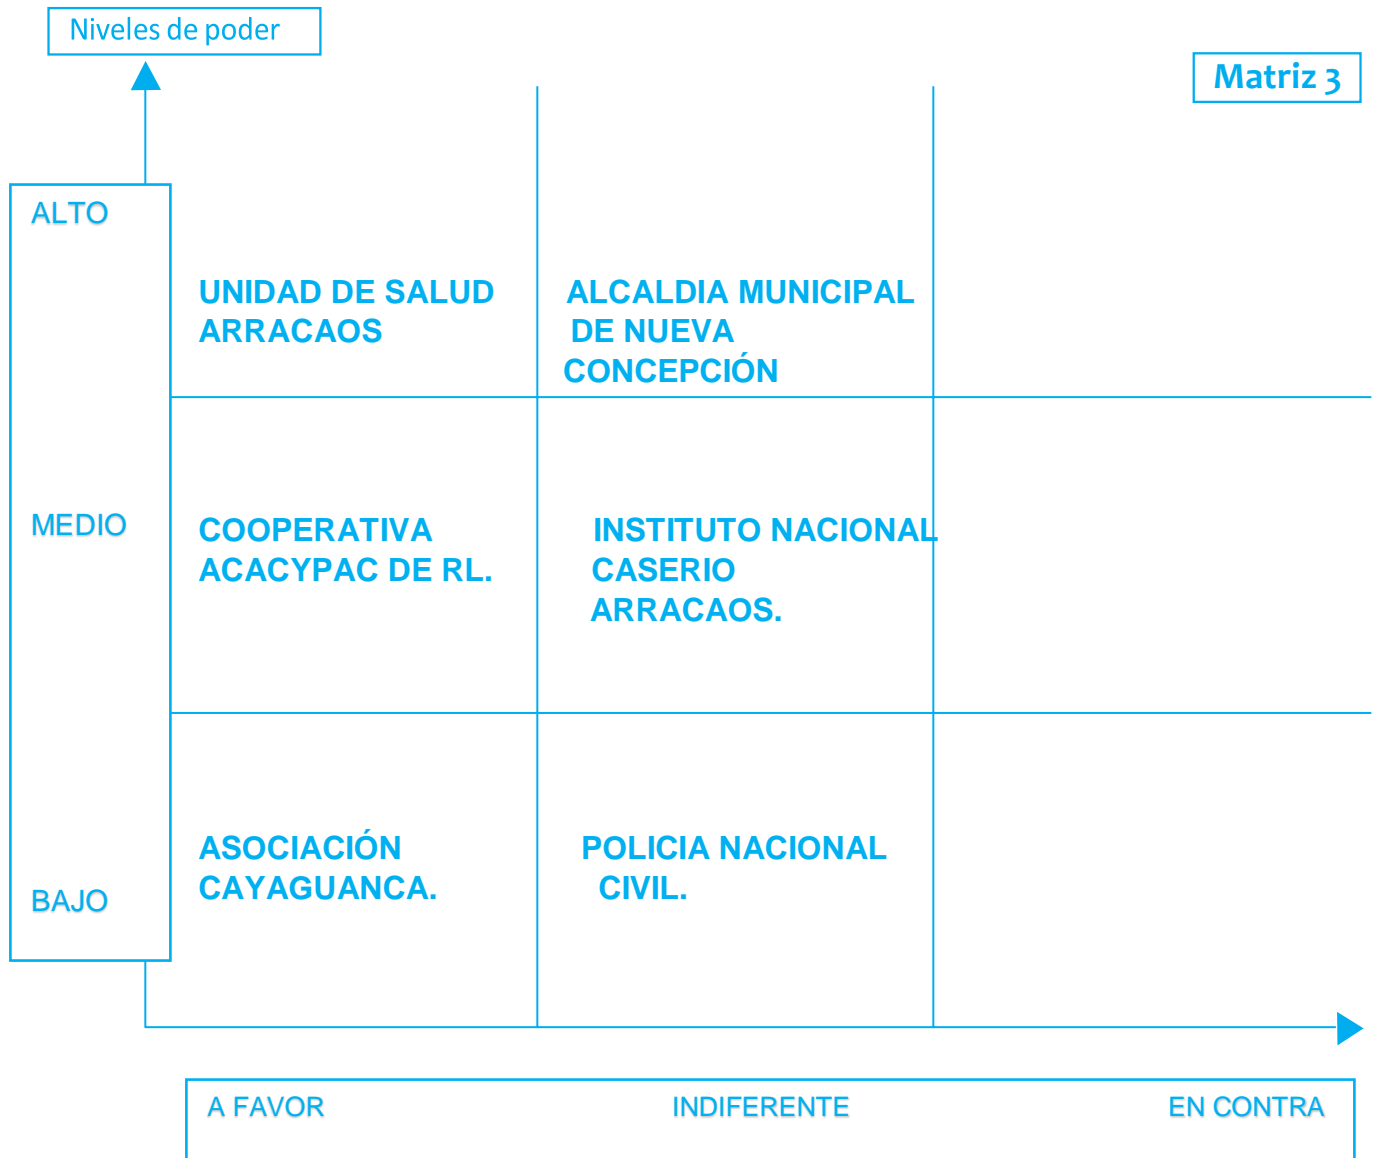 Niveles de poder
Matriz 3
ALTO
UNIDAD DE SALUD
ARRACAOS
ALCALDIA MUNICIPAL
DE NUEVA
CONCEPCIÓN
MEDIO
COOPERATIVA
ACACYPAC DE RL.
INSTITUTO NACIONAL
CASERIO
ARRACAOS.
BAJO
ASOCIACIÓN
CAYAGUANCA.
POLICIA NACIONAL
CIVIL.
A FAVOR
INDIFERENTE
EN CONTRA